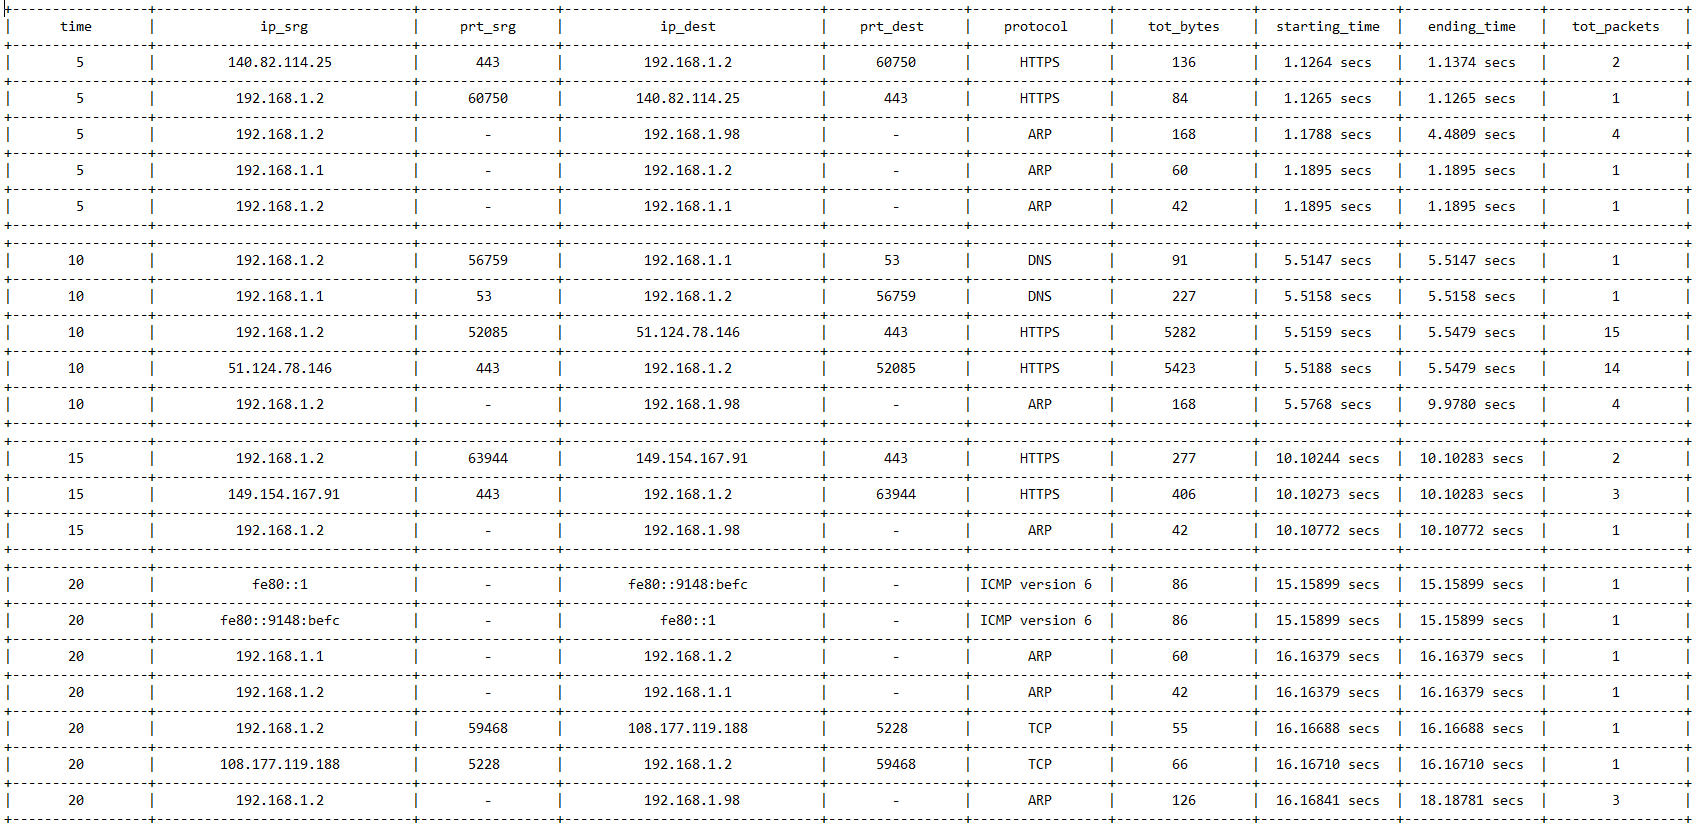 time | ip_srg | prt_srg | ip_dest | prt_dest | protocol | tot_bytes | starting_time | ending_time | tot_packets
5 | 140.82.114.25 | 443 | 192.168.1.2 | 60750 | HTTPS | 136 | 1.1264 secs | 1.1374 secs | 2
5 | 192.168.1.2 | 60750 | 140.82.114.25 | 443 | HTTPS | 84 | 1.1265 secs | 1.1265 secs | 1
5 | 192.168.1.2 | - | 192.168.1.98 | - | ARP | 168 | 1.1788 secs | 4.4809 secs | 4
5 | 192.168.1.1 | - | 192.168.1.2 | - | ARP | 60 | 1.1895 secs | 1.1895 secs | 1
5 | 192.168.1.2 | - | 192.168.1.1 | - | ARP | 42 | 1.1895 secs | 1.1895 secs | 1
10 | 192.168.1.2 | 56759 | 192.168.1.1 | 53 | DNS | 91 | 5.5147 secs | 5.5147 secs | 1
10 | 192.168.1.1 | 53 | 192.168.1.2 | 56759 | DNS | 227 | 5.5158 secs | 5.5158 secs | 1
10 | 192.168.1.2 | 52085 | 51.124.78.146 | 443 | HTTPS | 5282 | 5.5159 secs | 5.5479 secs | 15
10 | 51.124.78.146 | 443 | 192.168.1.2 | 52085 | HTTPS | 5423 | 5.5188 secs | 5.5479 secs | 14
10 | 192.168.1.2 | - | 192.168.1.98 | - | ARP | 168 | 5.5768 secs | 9.9780 secs | 4
15 | 192.168.1.2 | 63944 | 149.154.167.91 | 443 | HTTPS | 277 | 10.10244 secs | 10.10283 secs | 2
15 | 149.154.167.91 | 443 | 192.168.1.2 | 63944 | HTTPS | 406 | 10.10273 secs | 10.10283 secs | 3
15 | 192.168.1.2 | - | 192.168.1.98 | - | ARP | 42 | 10.10772 secs | 10.10772 secs | 1
20 | fe80::1 | - | fe80::9148:befc | - | ICMP version 6 | 86 | 15.15899 secs | 15.15899 secs | 1
20 | fe80::9148:befc | - | fe80::1 | - | ICMP version 6 | 86 | 15.15899 secs | 15.15899 secs | 1
20 | 192.168.1.1 | - | 192.168.1.2 | - | ARP | 60 | 16.16379 secs | 16.16379 secs | 1
20 | 192.168.1.2 | - | 192.168.1.1 | - | ARP | 42 | 16.16379 secs | 16.16379 secs | 1
20 | 192.168.1.2 | 59468 | 108.177.119.188 | 5228 | TCP | 55 | 16.16688 secs | 16.16688 secs | 1
20 | 108.177.119.188 | 5228 | 192.168.1.2 | 59468 | TCP | 66 | 16.16710 secs | 16.16710 secs | 1
20 | 192.168.1.2 | - | 192.168.1.98 | - | ARP | 126 | 16.16841 secs | 18.18781 secs | 3